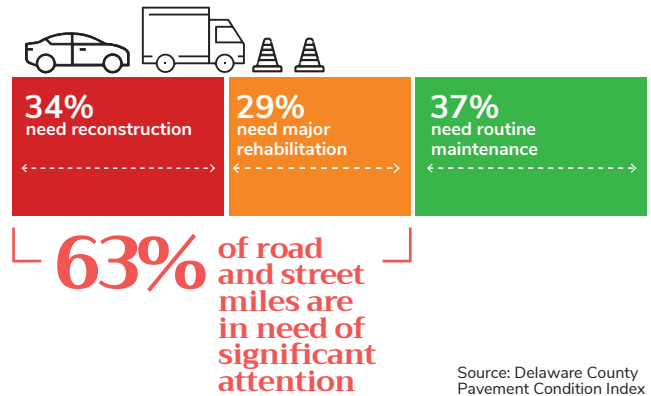 34%
need reconstruction
29%
need major
rehabilitation
37%
need routine
maintenance
63%
of road
and street
miles are
in need of
significant
attention
Source: Delaware County
Pavement Condition Index